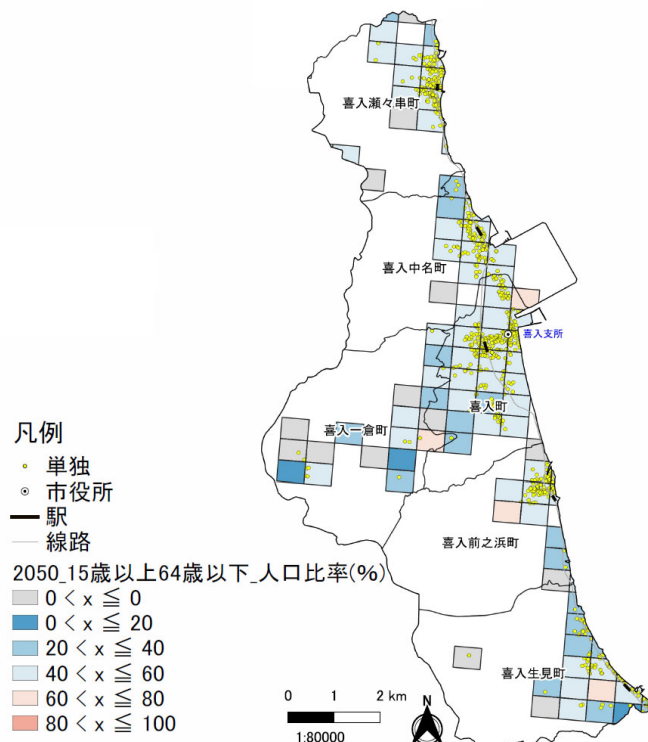 喜入瀬々串町
喜入中名町
喜入支所
喜入町
喜入一倉町
喜入前之浜町
喜入生見町
凡例
単独
市役所
駅
線路
2050_15歳以上64歳以下_人口比率(%)
0 < x ≦ 0
0 < x ≦ 20
20 < x ≦ 40
40 < x ≦ 60
60 < x ≦ 80
80 < x ≦ 100
0 1 2 km
1:80000
N